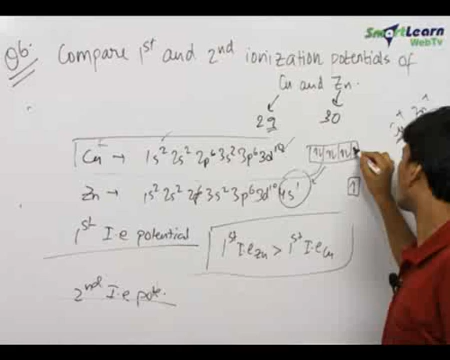 SmartLearn
WebTv
Q6. Compare 1st and 2nd ionization potentials of
Cu and Zn.
29 30
Cu → 1s² 2s² 2p⁶ 3s² 3p⁶ 3d¹⁰
Zn → 1s² 2s² 2p⁶ 3s² 3p⁶ 3d¹⁰ 4s¹
1st I.e potential
1st I.e Zn > 1st I.e Cu
2nd I.e pote.